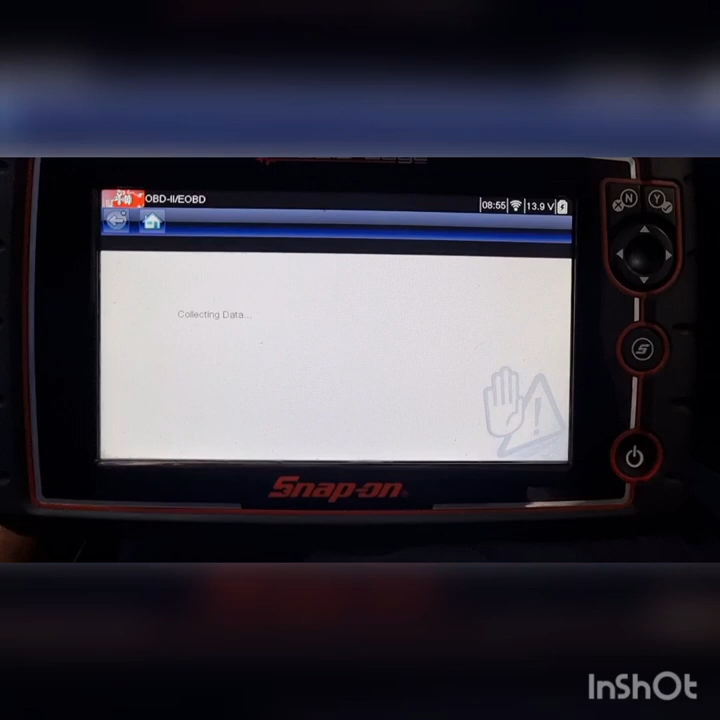 OBD-II/EOBD
08:55
13.9 V
N
Y
Collecting Data...
S
Snap-on
InShOt